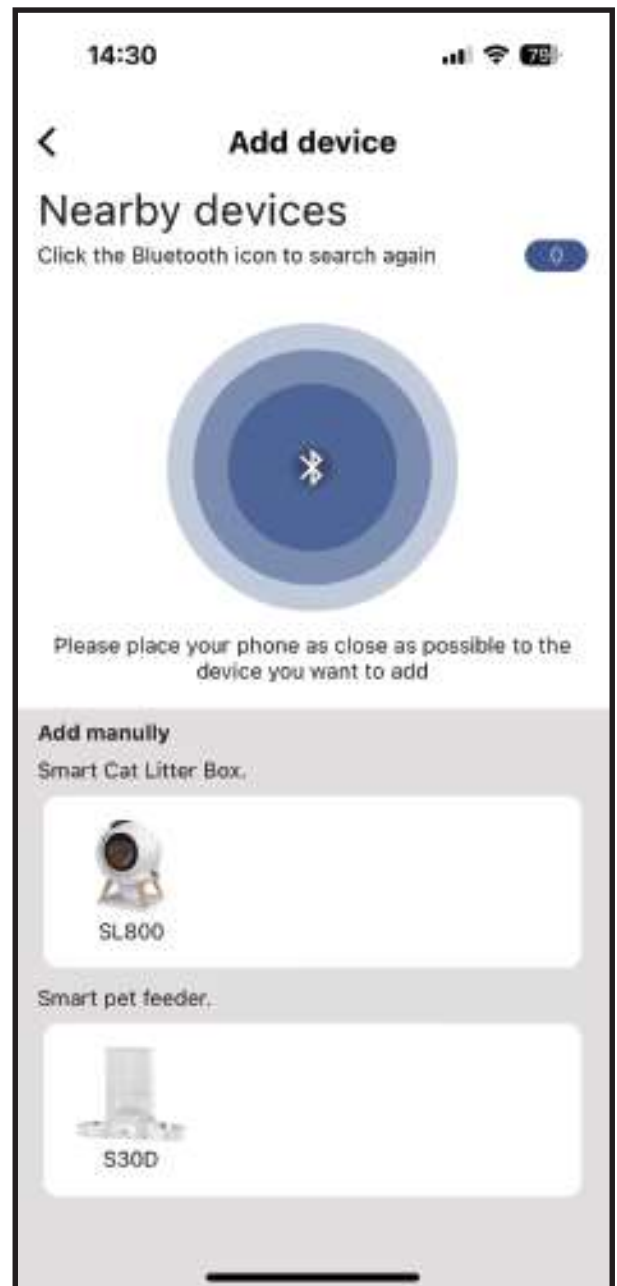 14:30
79
Add device
Nearby devices
Click the Bluetooth icon to search again
0
Please place your phone as close as possible to the
device you want to add
Add manully
Smart Cat Litter Box.
SL800
Smart pet feeder.
S30D